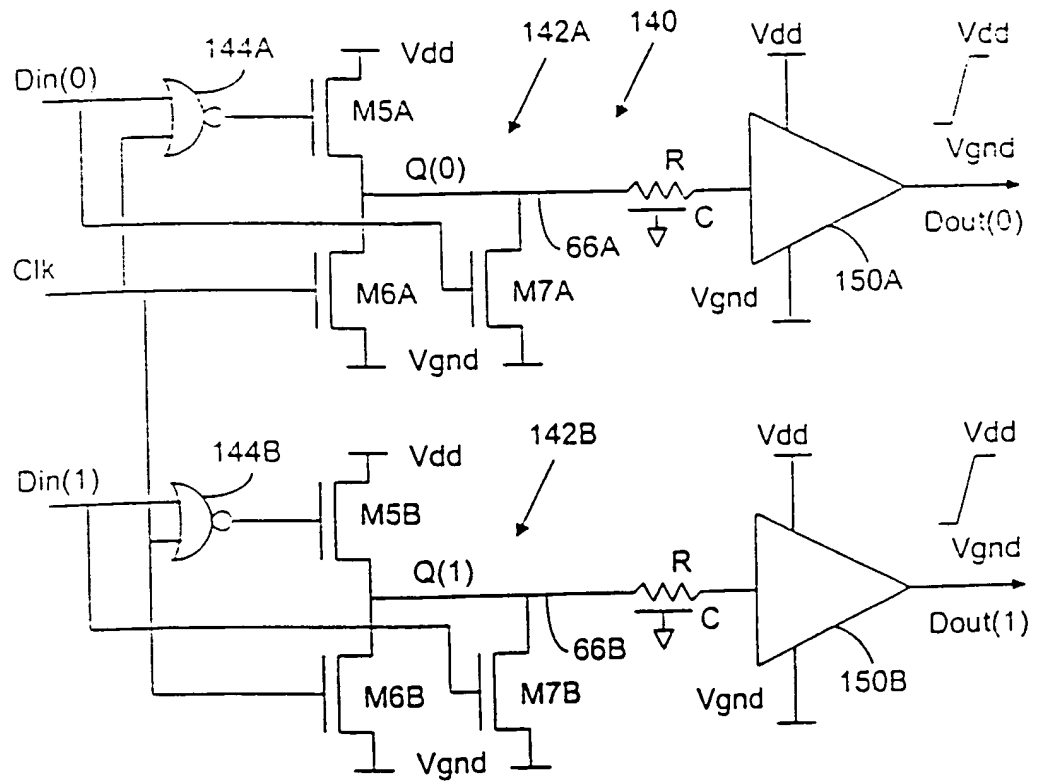 144A
Vdd
142A
140
Vdd
Vdd
Din(0)
M5A
Q(0)
R
Vgnd
C
Dout(0)
66A
Clk
M6A
M7A
Vgnd
150A
Vgnd
144B
Vdd
142B
Vdd
Vdd
Din(1)
M5B
Q(1)
R
Vgnd
C
Dout(1)
66B
M6B
M7B
Vgnd
150B
Vgnd